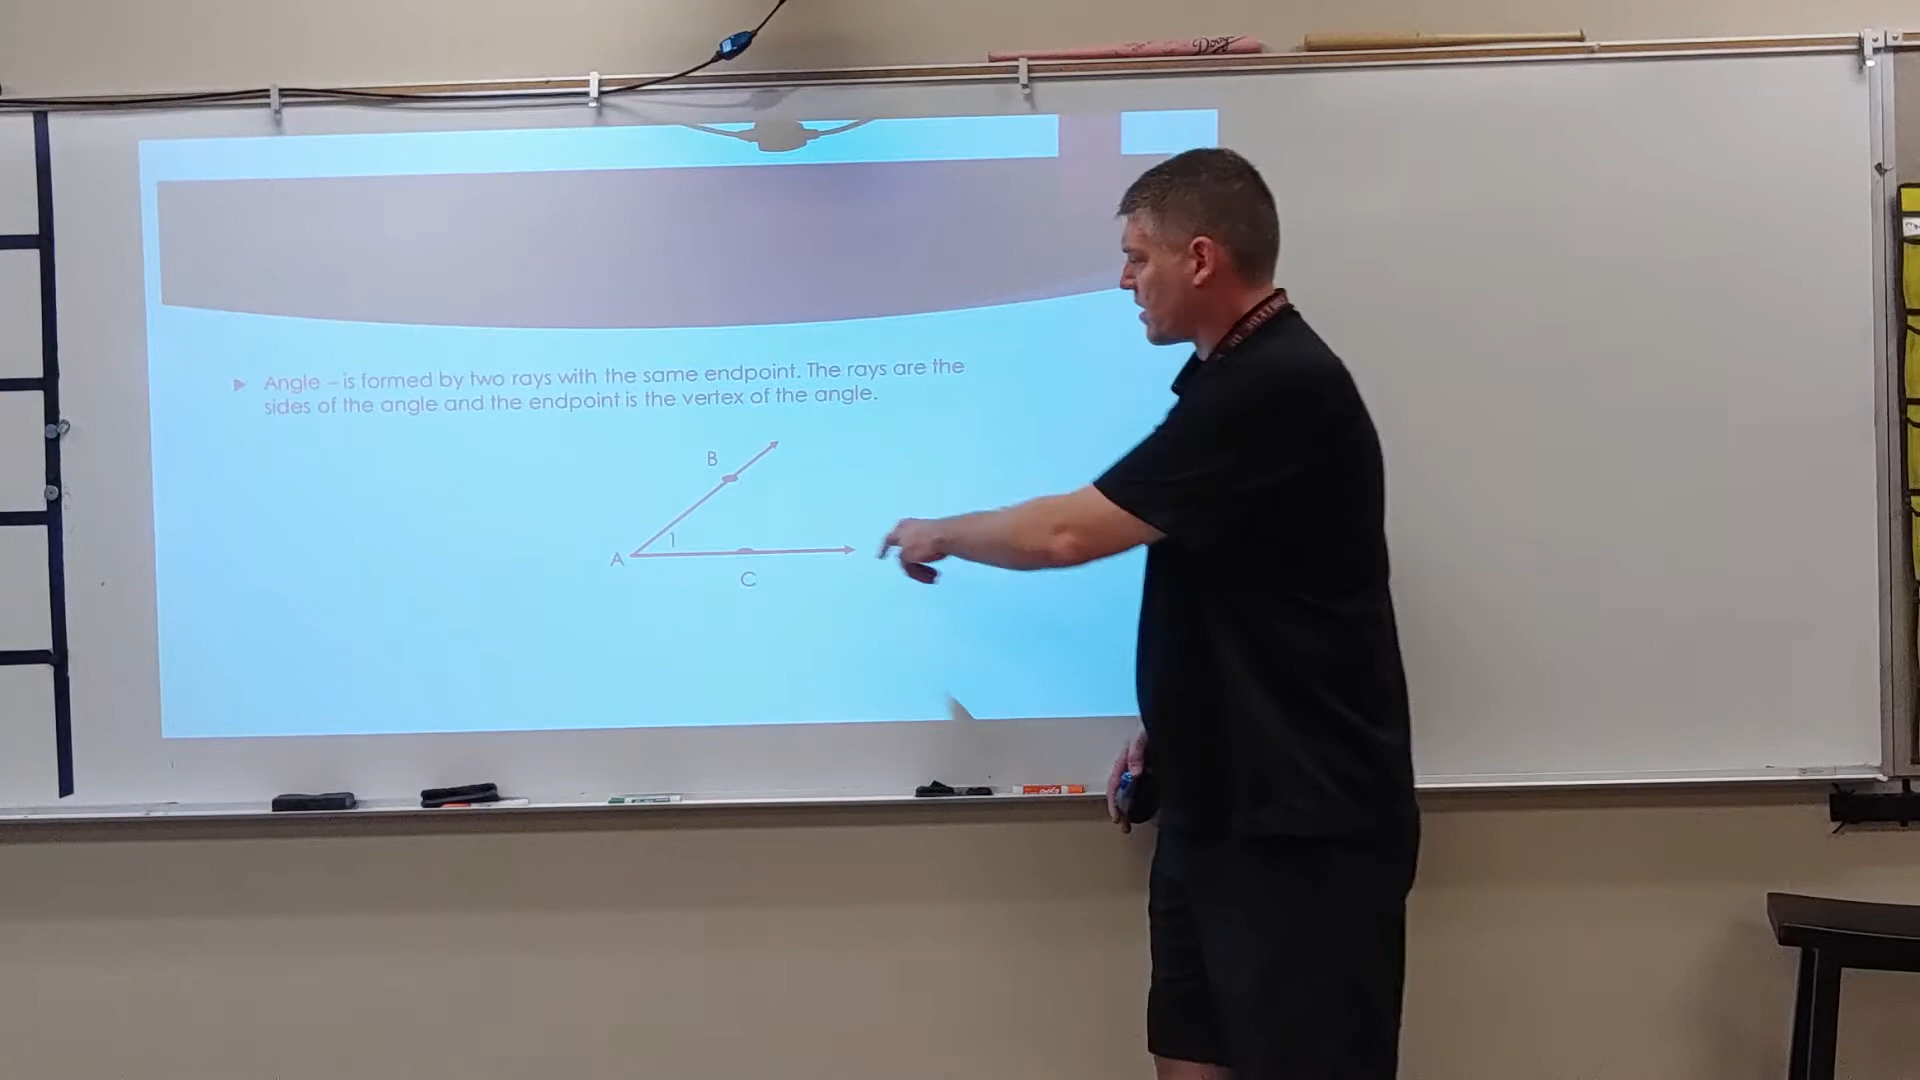 Doug
Angle – is formed by two rays with the same endpoint. The rays are the
sides of the angle and the endpoint is the vertex of the angle.
B
1
A
C